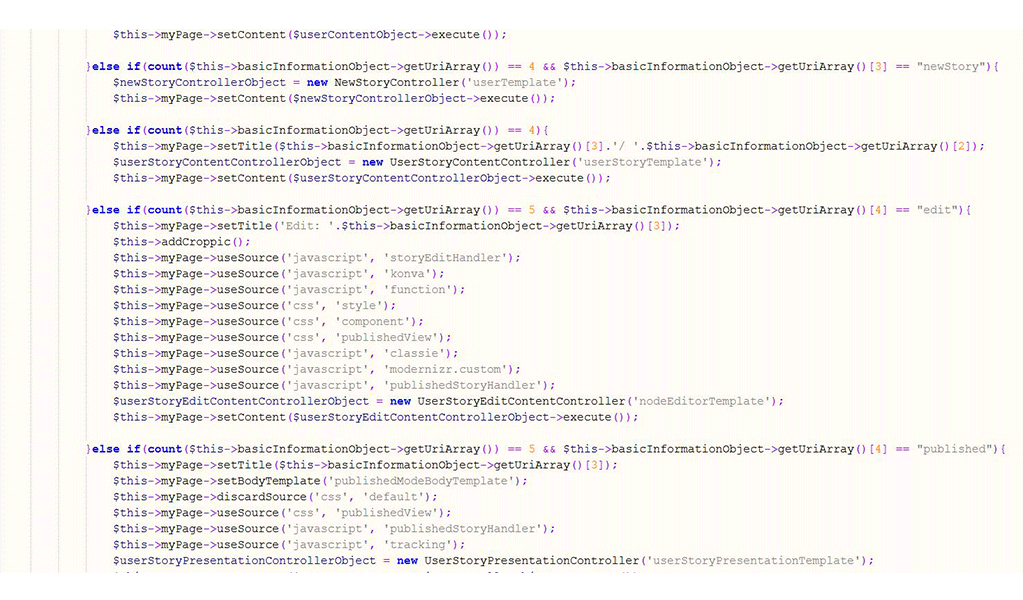 $this->myPage->setContent($userContentObject->execute());
}else if(count($this->basicInformationObject->getUriArray()) == 4 && $this->basicInformationObject->getUriArray()[3] == "newStory"){
$newStoryControllerObject = new NewStoryController('userTemplate');
$this->myPage->setContent($newStoryControllerObject->execute());
}else if(count($this->basicInformationObject->getUriArray()) == 4){
$this->myPage->setTitle($this->basicInformationObject->getUriArray()[3].'/ '.$this->basicInformationObject->getUriArray()[2]);
$userStoryContentControllerObject = new UserStoryContentController('userStoryTemplate');
$this->myPage->setContent($userStoryContentControllerObject->execute());
}else if(count($this->basicInformationObject->getUriArray()) == 5 && $this->basicInformationObject->getUriArray()[4] == "edit"){
$this->myPage->setTitle('Edit: '.$this->basicInformationObject->getUriArray()[3]);
$this->addCroppic();
$this->myPage->useSource('javascript', 'storyEditHandler');
$this->myPage->useSource('javascript', 'konva');
$this->myPage->useSource('javascript', 'function');
$this->myPage->useSource('css', 'style');
$this->myPage->useSource('css', 'component');
$this->myPage->useSource('css', 'publishedView');
$this->myPage->useSource('javascript', 'classie');
$this->myPage->useSource('javascript', 'modernizr.custom');
$this->myPage->useSource('javascript', 'publishedStoryHandler');
$userStoryEditContentControllerObject = new UserStoryEditContentController('nodeEditorTemplate');
$this->myPage->setContent($userStoryEditContentControllerObject->execute());
}else if(count($this->basicInformationObject->getUriArray()) == 5 && $this->basicInformationObject->getUriArray()[4] == "published"){
$this->myPage->setTitle($this->basicInformationObject->getUriArray()[3]);
$this->myPage->setBodyTemplate('publishedModeBodyTemplate');
$this->myPage->discardSource('css', 'default');
$this->myPage->useSource('css', 'publishedView');
$this->myPage->useSource('javascript', 'publishedStoryHandler');
$this->myPage->useSource('javascript', 'tracking');
$userStoryPresentationControllerObject = new UserStoryPresentationController('userStoryPresentationTemplate');